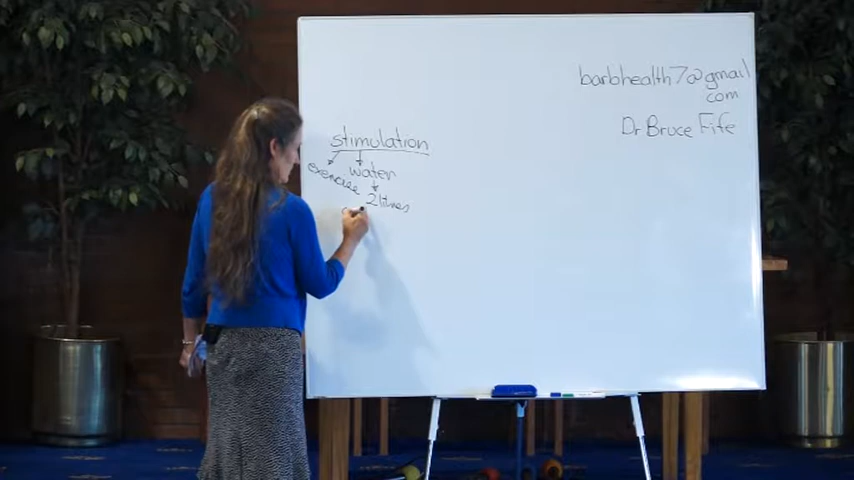 barbhealth7@gmail
com
Dr Bruce Fife
stimulation
exercise water
2 litres